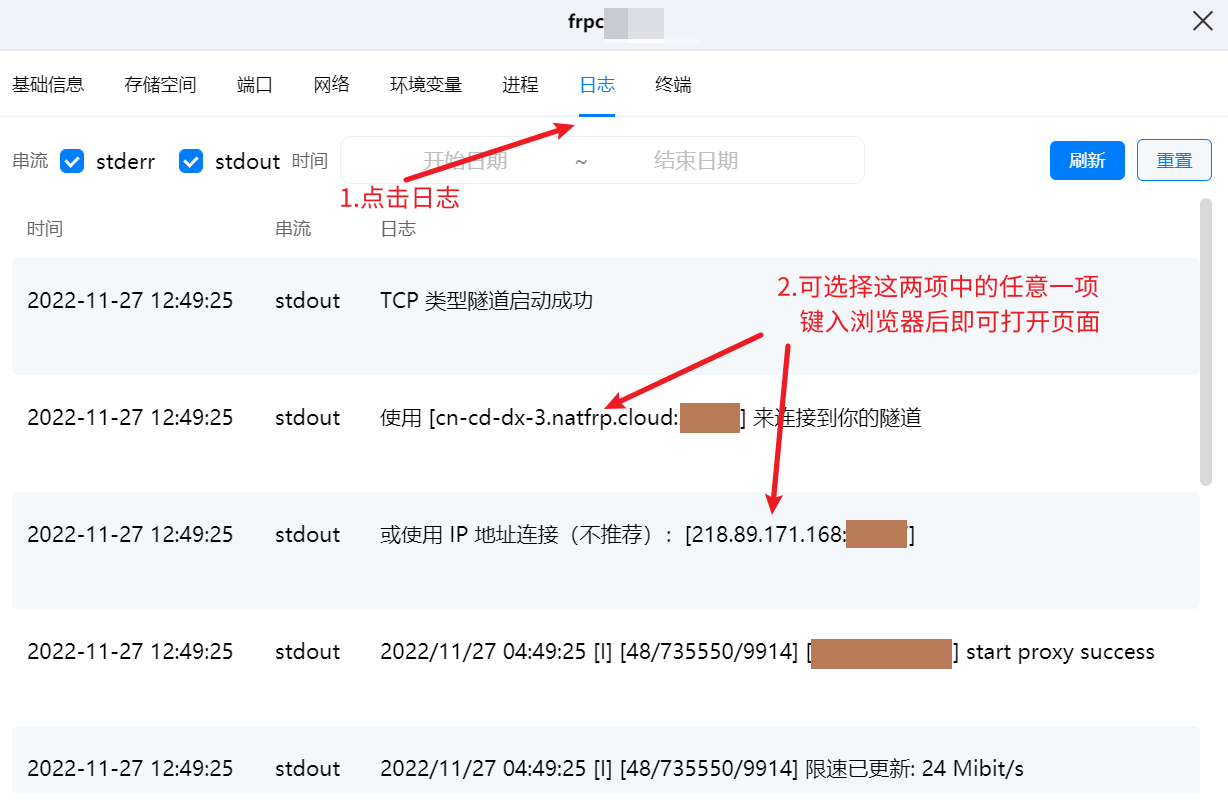 frpc
基础信息 存储空间 端口 网络 环境变量 进程 日志 终端
串流 stderr stdout 时间 开始日期 ~ 结束日期 刷新 重置
1.点击日志
时间 串流 日志
2.可选择这两项中的任意一项
键入浏览器后即可打开页面
2022-11-27 12:49:25 stdout TCP 类型隧道启动成功
2022-11-27 12:49:25 stdout 使用 [cn-cd-dx-3.natfrp.cloud: ] 来连接到你的隧道
2022-11-27 12:49:25 stdout 或使用 IP 地址连接（不推荐）：[218.89.171.168: ]
2022-11-27 12:49:25 stdout 2022/11/27 04:49:25 [I] [48/735550/9914] [ ] start proxy success
2022-11-27 12:49:25 stdout 2022/11/27 04:49:25 [I] [48/735550/9914] 限速已更新: 24 Mibit/s